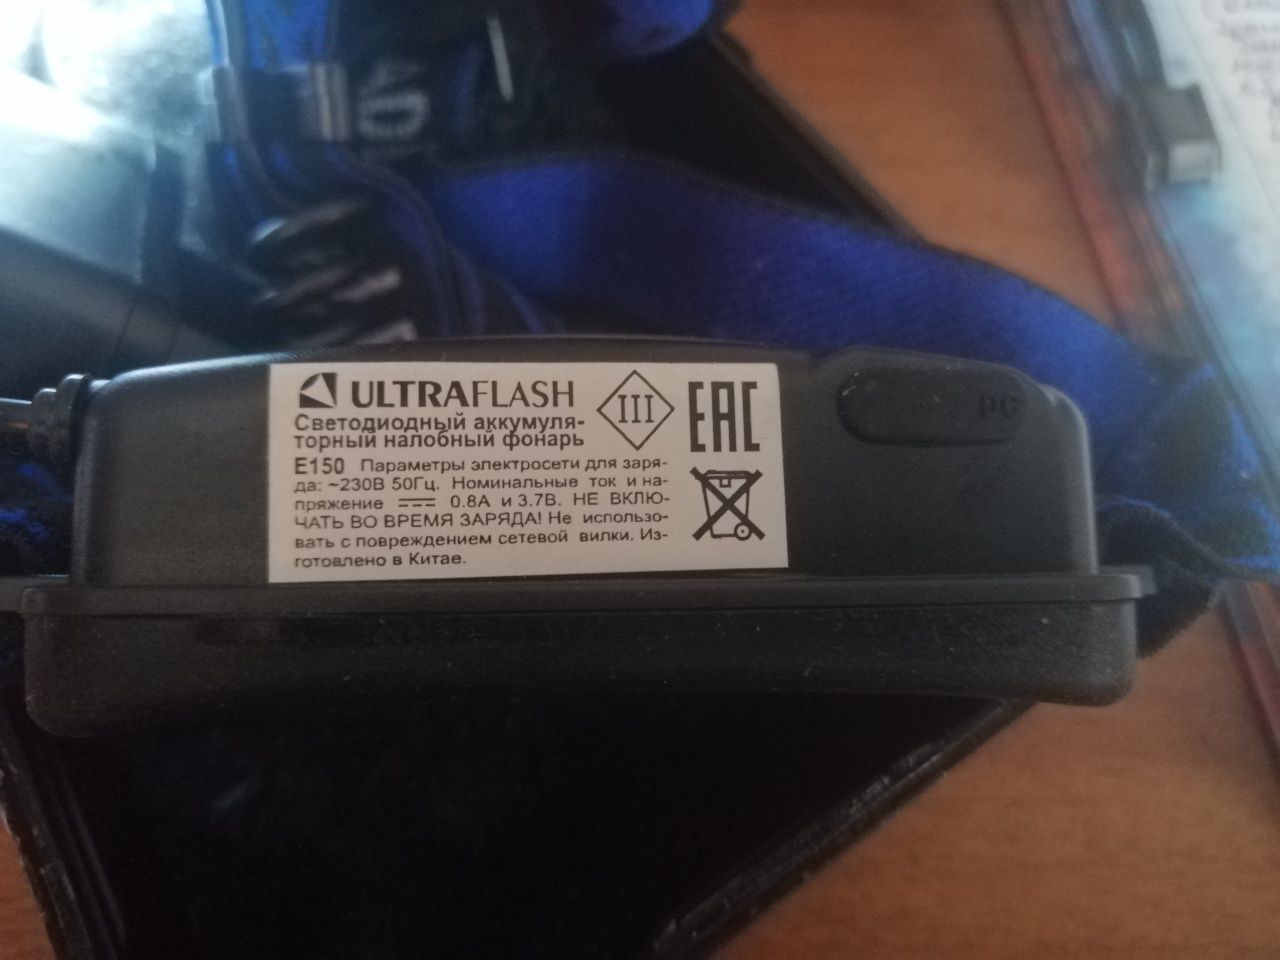 ULTRAFLASH
Светодиодный аккумуля-
торный налобный фонарь
E150 Параметры электросети для заря-
да: ~230В 50Гц. Номинальные ток и на-
пряжение 0.8А и 3.7В. НЕ ВКЛЮ-
ЧАТЬ ВО ВРЕМЯ ЗАРЯДА! Не использо-
вать с повреждением сетевой вилки. Из-
готовлено в Китае.
III
EAC
DC